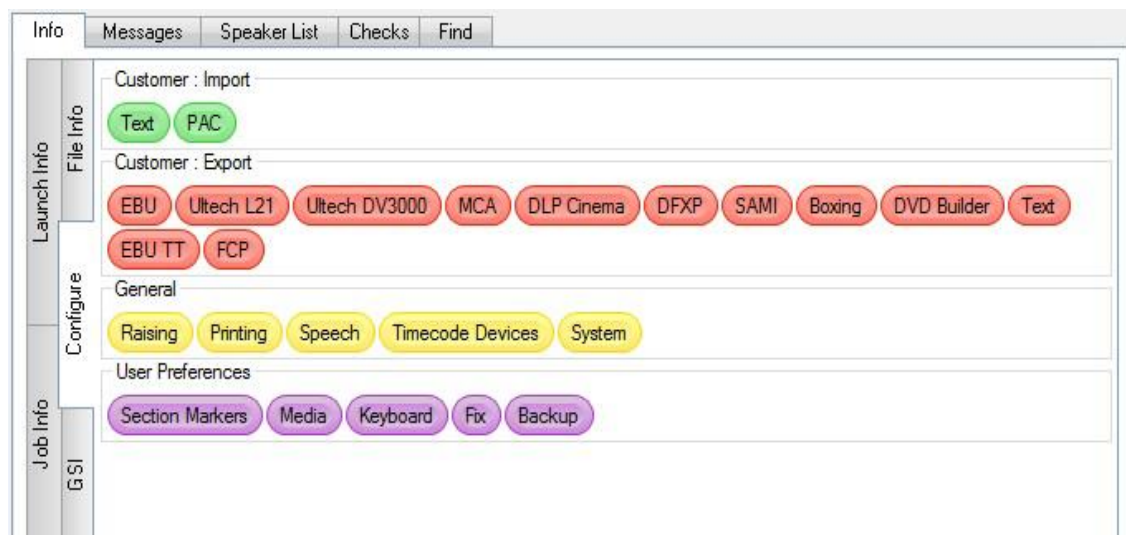 Info Messages Speaker List Checks Find
Launch Info
Job Info
File Info
Configure
GSI
Customer : Import
Text PAC
Customer : Export
EBU Ultech L21 Ultech DV3000 MCA DLP Cinema DFXP SAMI Boxing DVD Builder Text
EBU TT FCP
General
Raising Printing Speech Timecode Devices System
User Preferences
Section Markers Media Keyboard Fix Backup